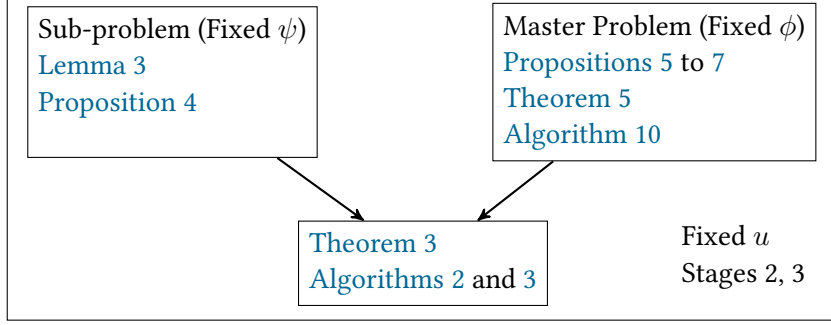 Sub-problem (Fixed ψ)
Lemma 3
Proposition 4
Master Problem (Fixed ϕ)
Propositions 5 to 7
Theorem 5
Algorithm 10
Theorem 3
Algorithms 2 and 3
Fixed u
Stages 2, 3